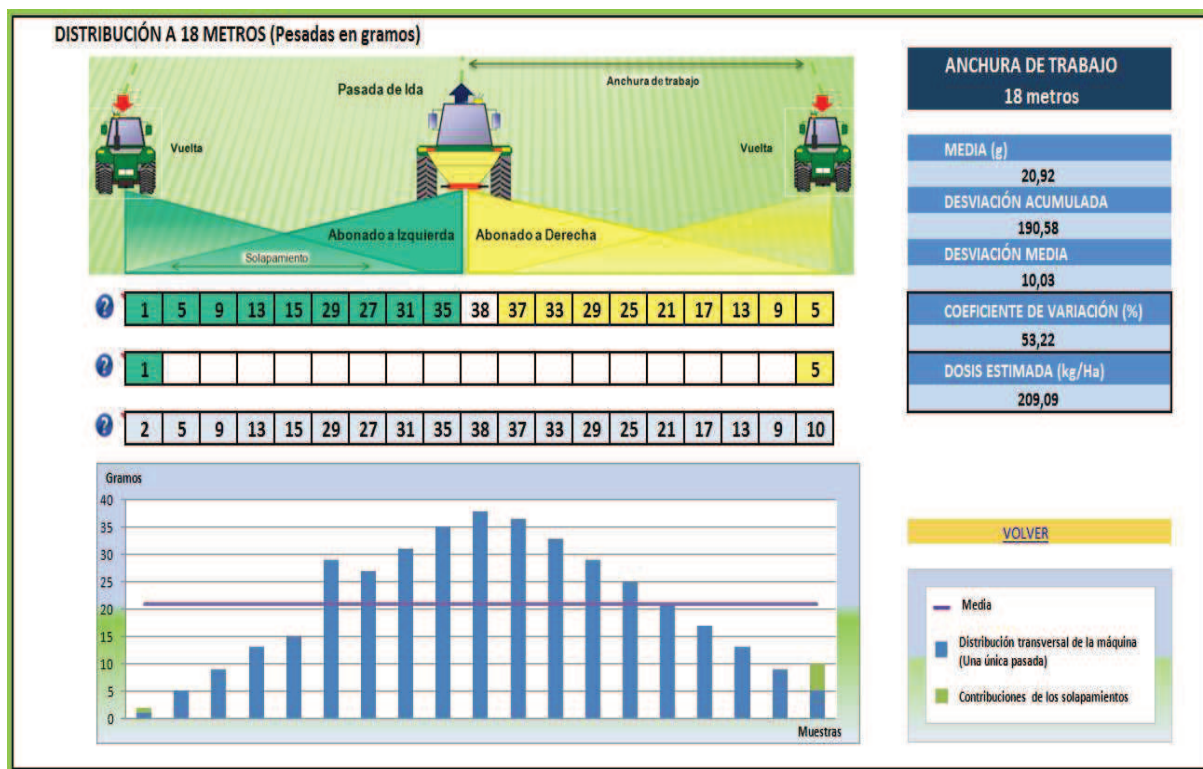 DISTRIBUCIÓN A 18 METROS (Pesadas en gramos)
Pasada de Ida
Anchura de trabajo
Vuelta
Vuelta
Abonado a Izquierda
Abonado a Derecha
Solapamiento
? 1 5 9 13 15 29 27 31 35 38 37 33 29 25 21 17 13 9 5
? 1 5
? 2 5 9 13 15 29 27 31 35 38 37 33 29 25 21 17 13 9 10
Gramos
40
35
30
25
20
15
10
5
0
Muestras
ANCHURA DE TRABAJO
18 metros
MEDIA (g)
20,92
DESVIACIÓN ACUMULADA
190,58
DESVIACIÓN MEDIA
10,03
COEFICIENTE DE VARIACIÓN (%)
53,22
DOSIS ESTIMADA (kg/Ha)
209,09
VOLVER
Media
Distribución transversal de la máquina
(Una única pasada)
Contribuciones de los solapamientos